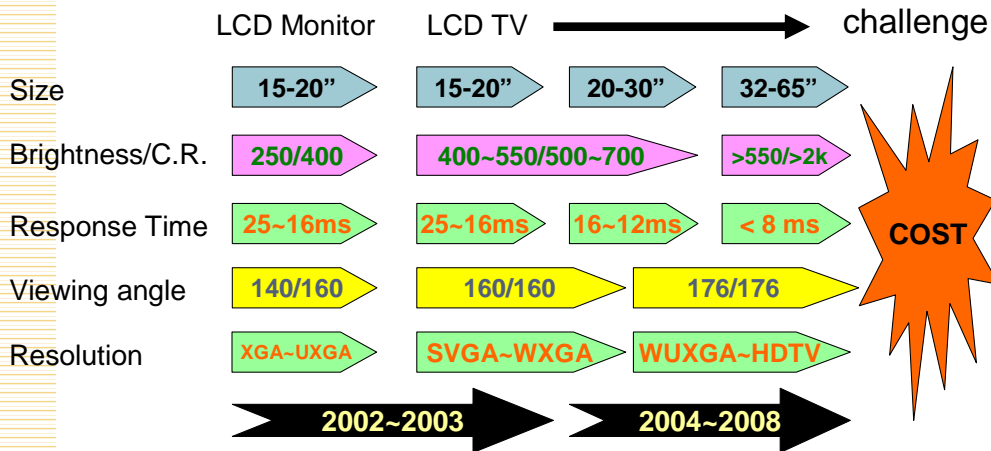 LCD Monitor LCD TV challenge
Size 15-20” 15-20” 20-30” 32-65”
Brightness/C.R. 250/400 400~550/500~700 >550/>2k
Response Time 25~16ms 25~16ms 16~12ms < 8 ms
COST
Viewing angle 140/160 160/160 176/176
Resolution XGA~UXGA SVGA~WXGA WUXGA~HDTV
2002~2003 2004~2008